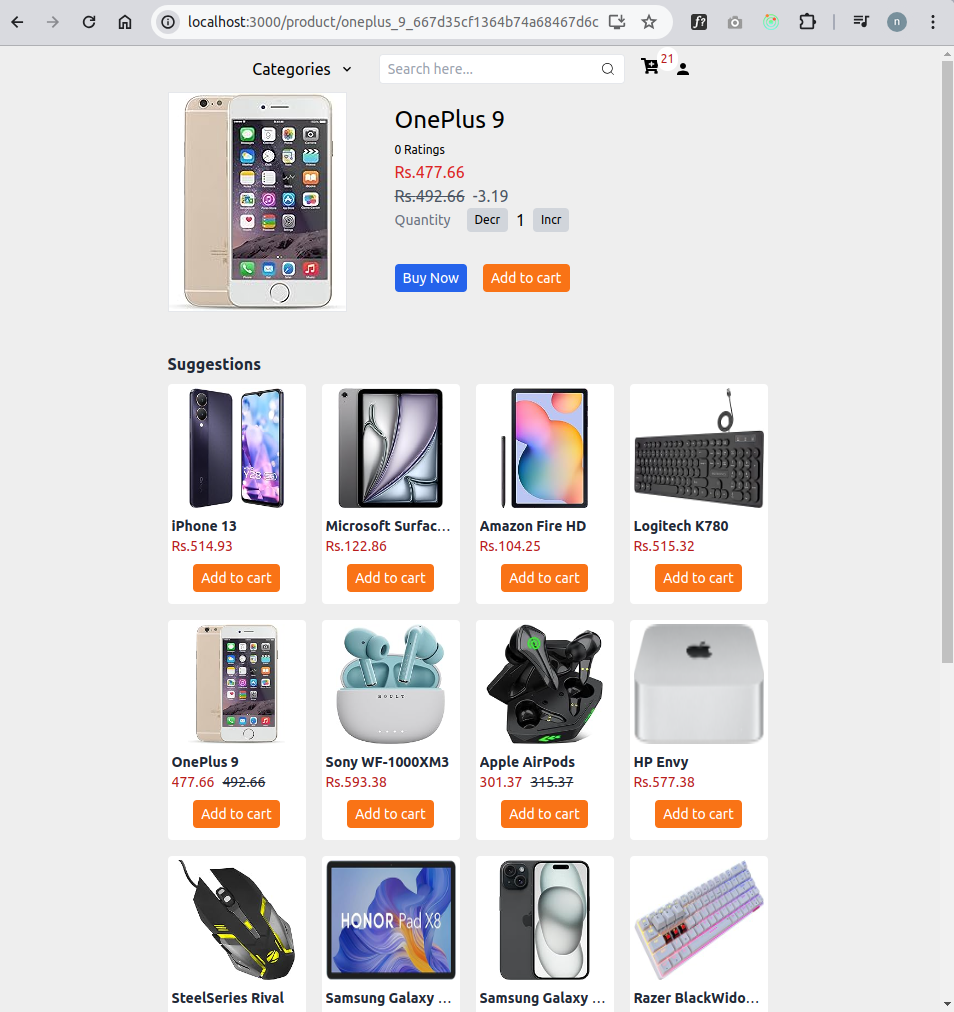 localhost:3000/product/oneplus_9_667d35cf1364b74a68467d6c
f?
n
Categories
Search here...
21
OnePlus 9
0 Ratings
Rs.477.66
Rs.492.66 -3.19
Quantity Decr 1 Incr
Buy Now Add to cart
Suggestions
iPhone 13
Rs.514.93
Add to cart
Microsoft Surfac...
Rs.122.86
Add to cart
Amazon Fire HD
Rs.104.25
Add to cart
Logitech K780
Rs.515.32
Add to cart
OnePlus 9
477.66 492.66
Add to cart
BOULT
Sony WF-1000XM3
Rs.593.38
Add to cart
Apple AirPods
301.37 315.37
Add to cart
HP Envy
Rs.577.38
Add to cart
SteelSeries Rival
HONOR Pad X8
Samsung Galaxy ...
Samsung Galaxy ...
Razer BlackWido...